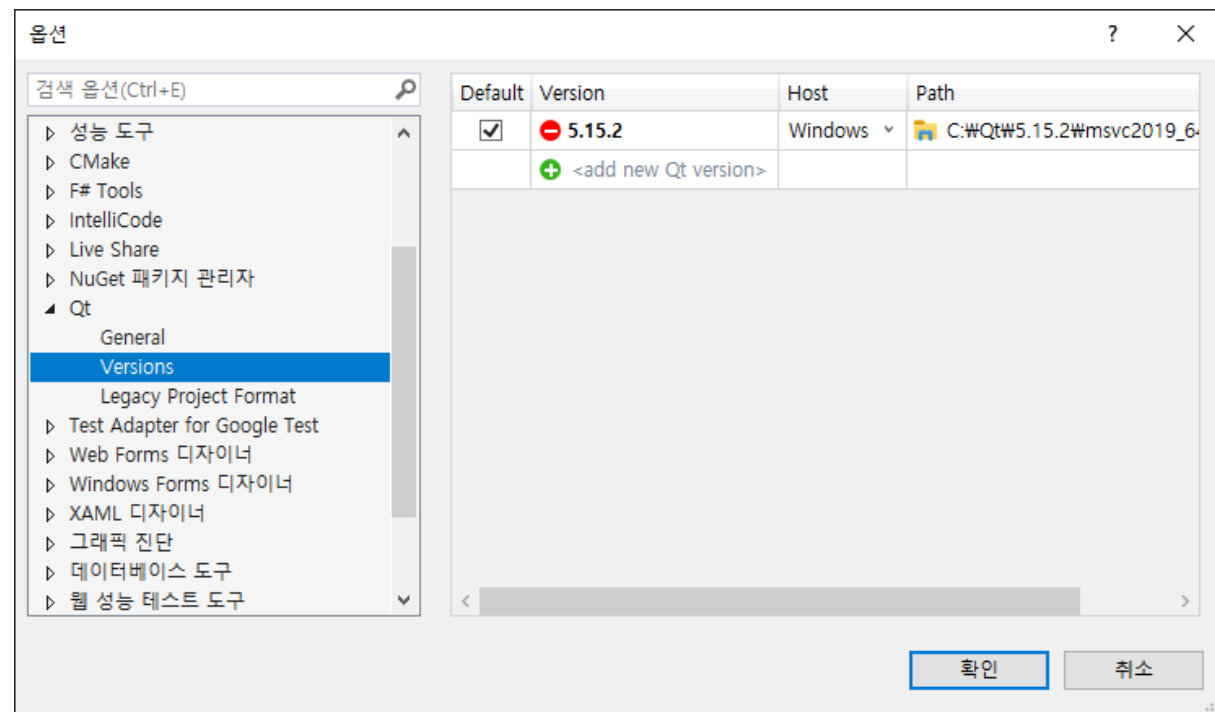 옵션
?
검색 옵션(Ctrl+E)
성능 도구
CMake
F# Tools
IntelliCode
Live Share
NuGet 패키지 관리자
Qt
General
Versions
Legacy Project Format
Test Adapter for Google Test
Web Forms 디자이너
Windows Forms 디자이너
XAML 디자이너
그래픽 진단
데이터베이스 도구
웹 성능 테스트 도구
Default Version Host Path
5.15.2 Windows C:₩Qt₩5.15.2₩msvc2019_64
<add new Qt version>
확인 취소